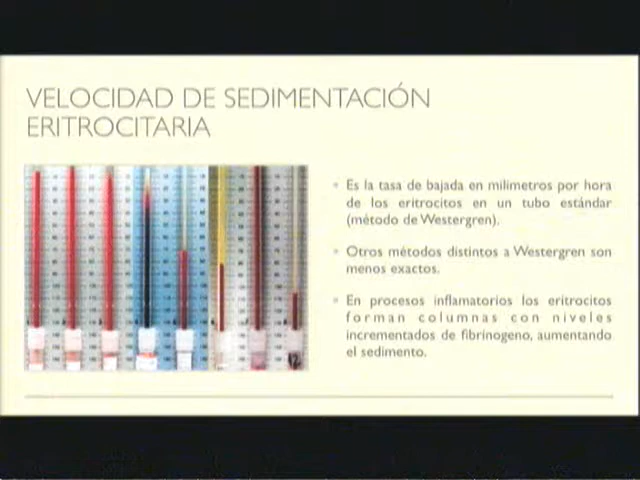 VELOCIDAD DE SEDIMENTACIÓN
ERITROCITARIA
Es la tasa de bajada en milimetros por hora
de los eritrocitos en un tubo estándar
(método de Westergren).
Otros métodos distintos a Westergren son
menos exactos.
En procesos inflamatorios los eritrocitos
forman columnas con niveles
incrementados de fibrinógeno, aumentando
el sedimento.
12